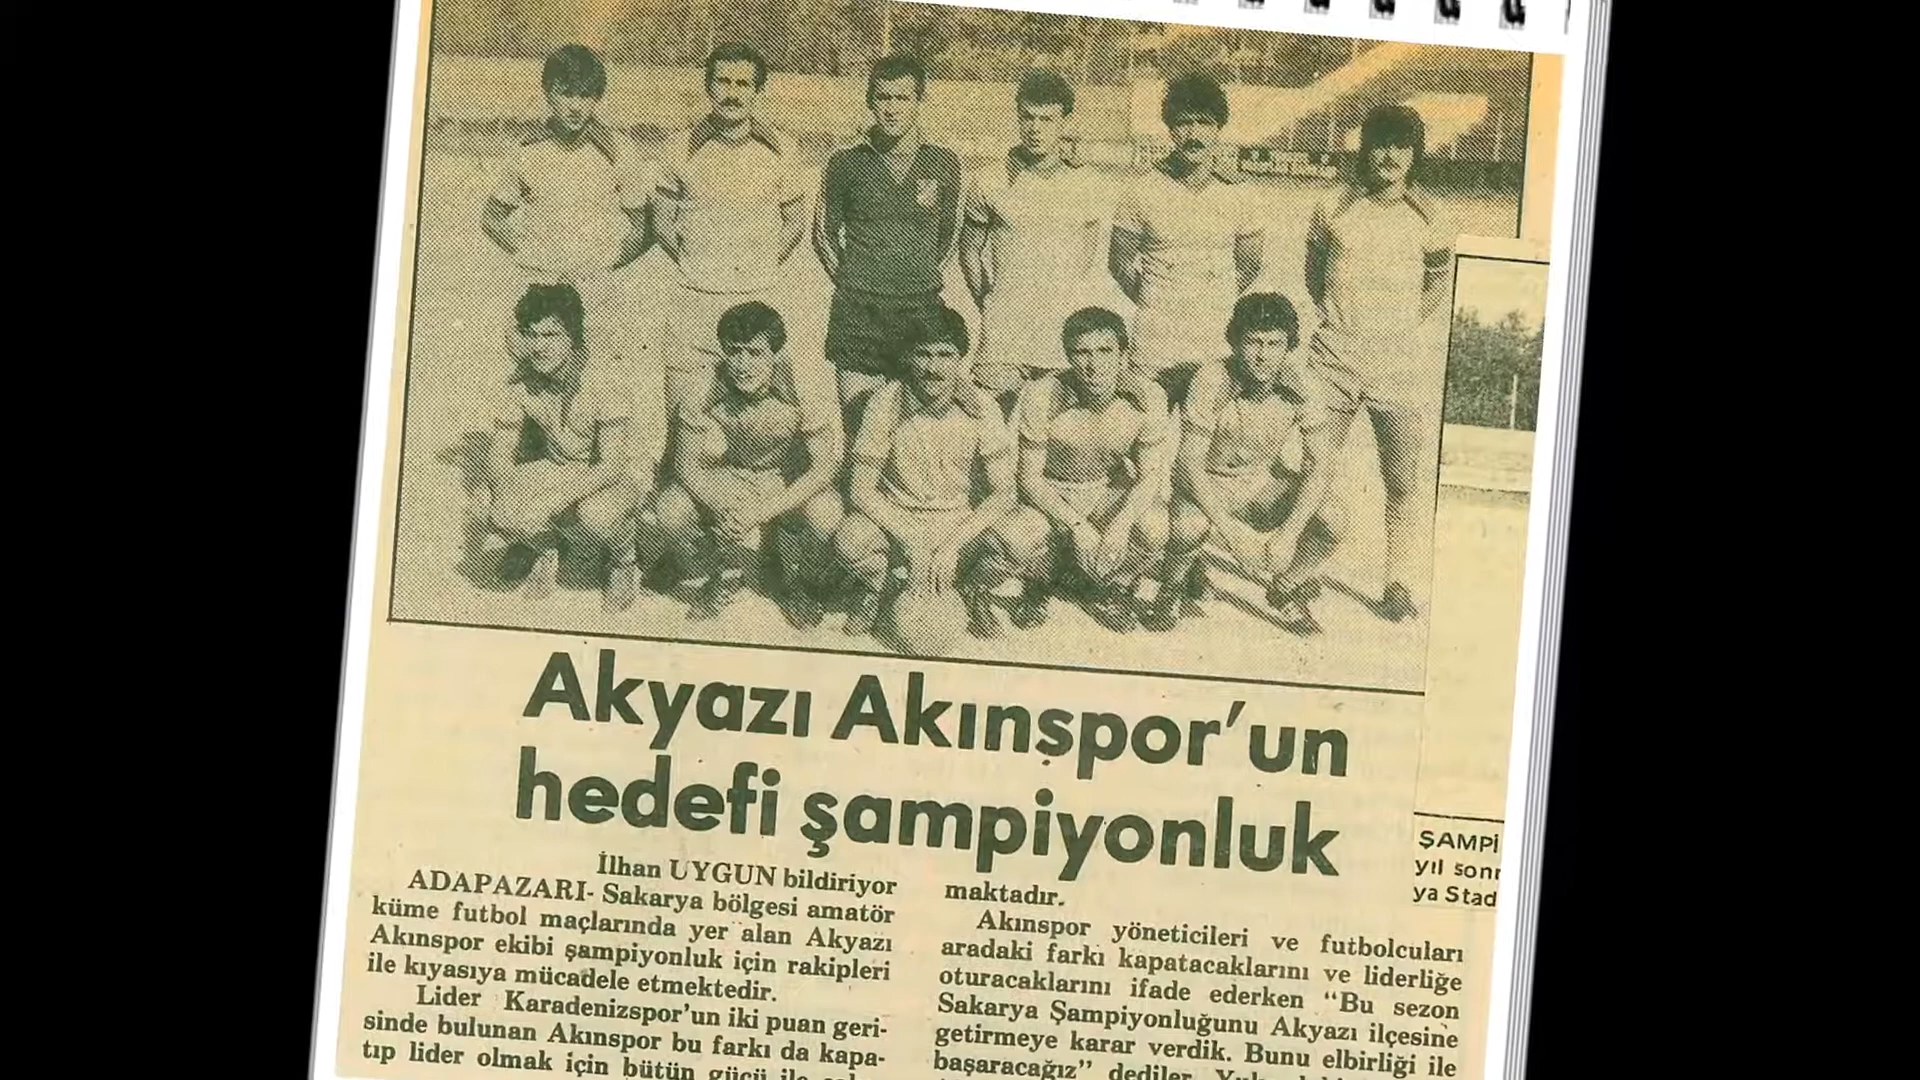 Akyazı Akınspor'un
hedefi şampiyonluk
İlhan UYGUN bildiriyor
ADAPAZARI- Sakarya bölgesi amatör
küme futbol maçlarında yer alan Akyazı
Akınspor ekibi şampiyonluk için rakipleri
ile kıyasıya mücadele etmektedir.
Lider Karadenizspor'un iki puan geri-
sinde bulunan Akınspor bu farkı da kapa-
tıp lider olmak için bütün gücü ile
maktadır.
Akınspor yöneticileri ve futbolcuları
aradaki farkı kapatacaklarını ve liderliğe
oturacaklarını ifade ederken "Bu sezon
Sakarya Şampiyonluğunu Akyazı ilçesine
getirmeye karar verdik. Bunu elbirliği ile
başaracağız" dediler.
ŞAMPİ
yıl sonr
ya Stad